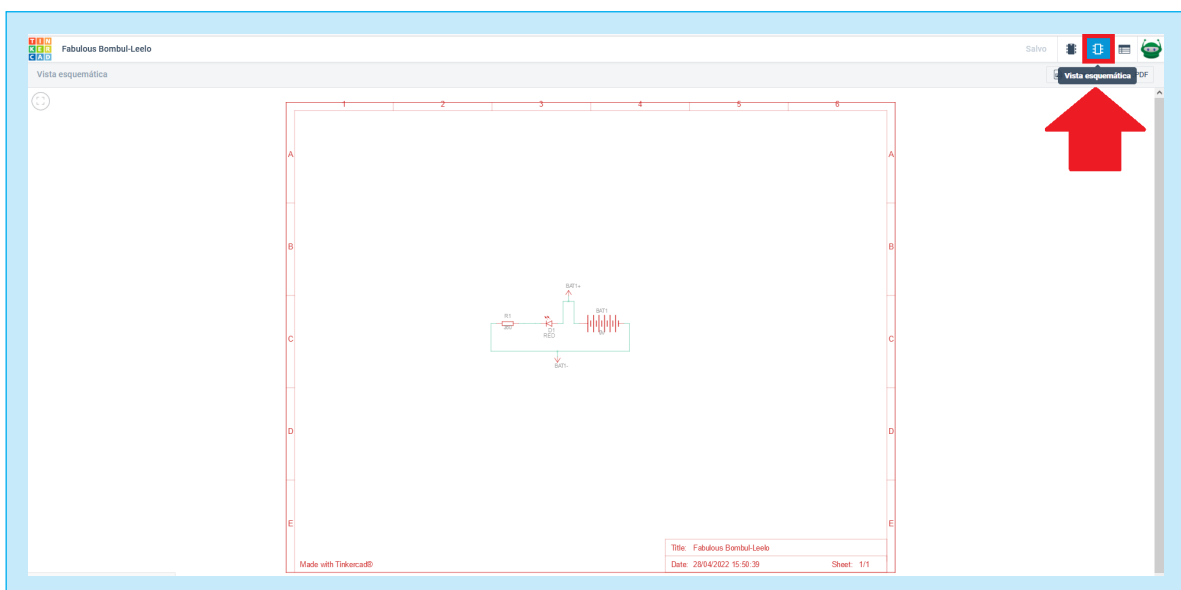 TIN
KER
CAD
Fabulous Bombul-Leelo
Salvo
Vista esquemática
Vista esquemática
PDF
1 2 3 4 5 6
A A
B B
BAT1+
R1
BAT1
D1
RED
C C
BAT1-
D D
E E
Title: Fabulous Bombul-Leelo
Made with Tinkercad®
Date: 28/04/2022 15:50:39 Sheet: 1/1